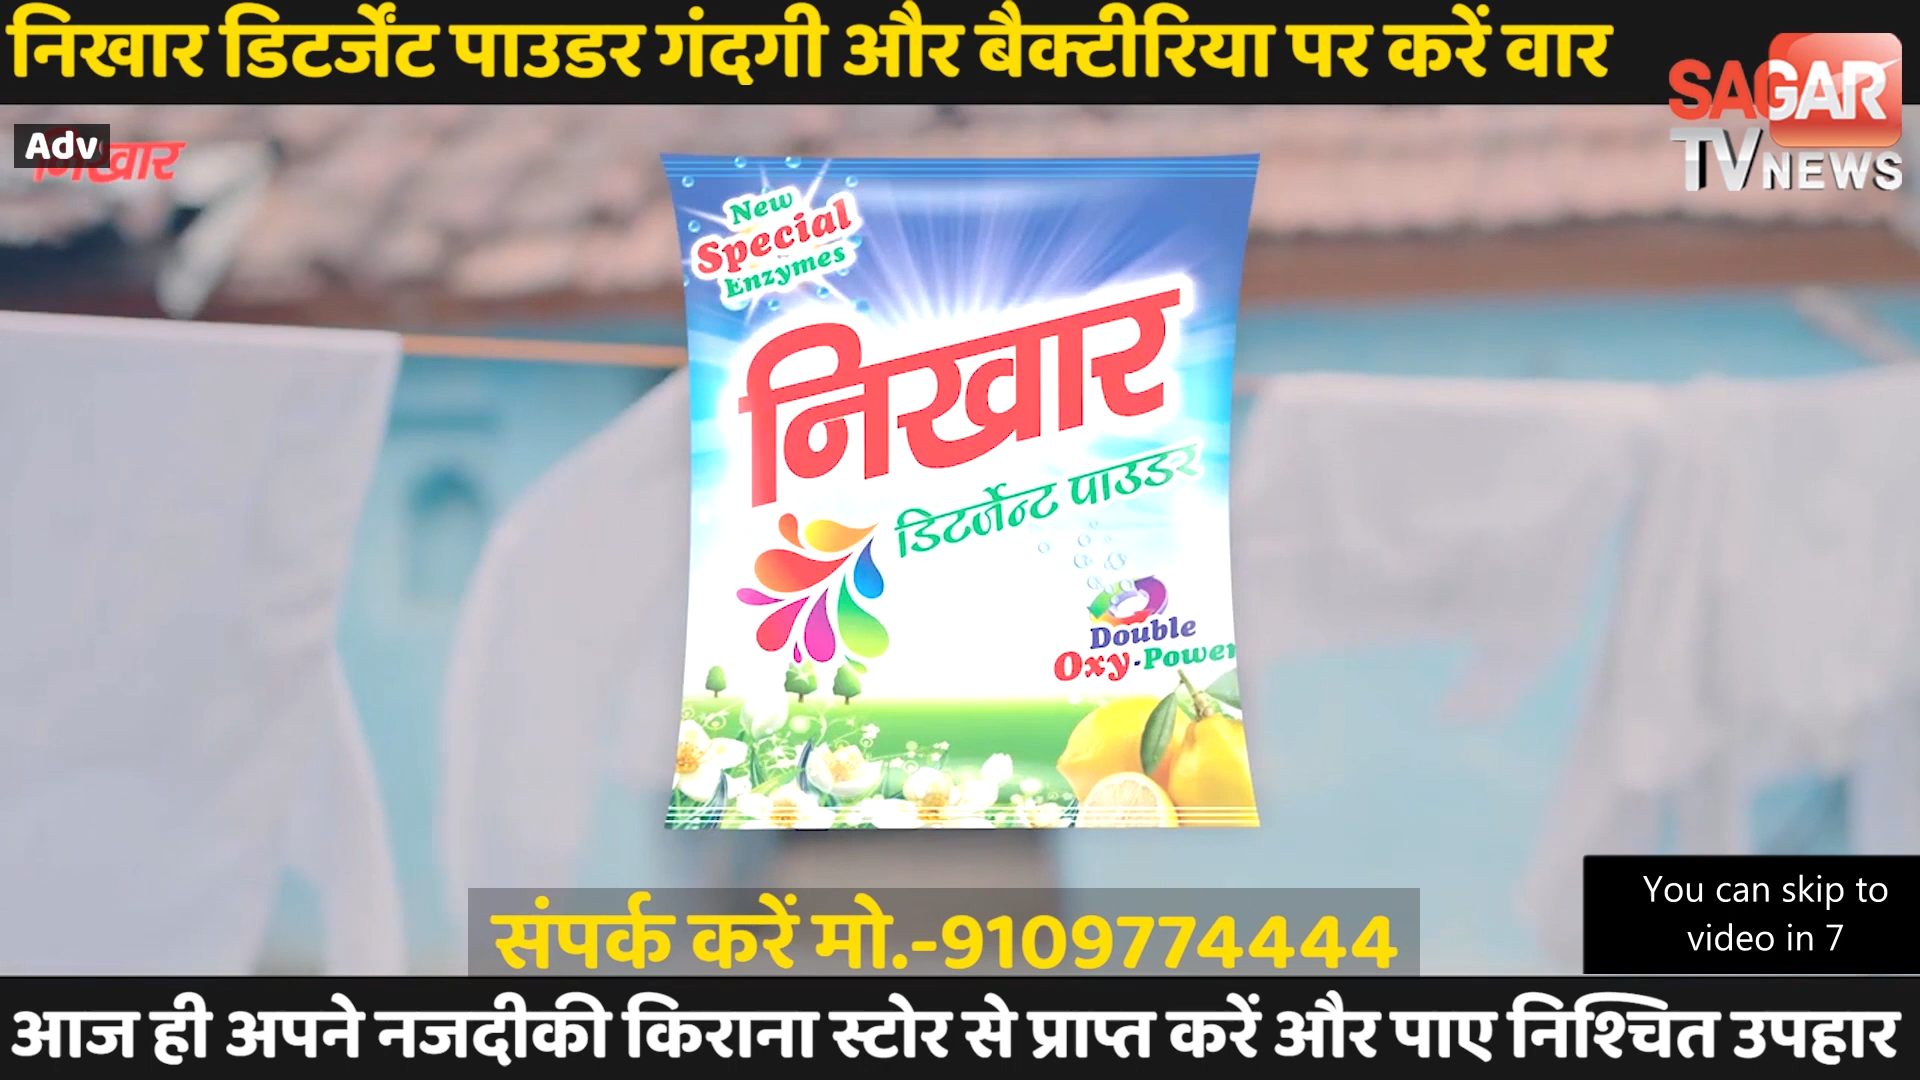 निखार डिटर्जेंट पाउडर गंदगी और बैक्टीरिया पर करें वार
SAGAR
TV NEWS
Adv
निखार
New
Special
Enzymes
निखार
डिटर्जेन्ट पाउडर
Double
Oxy-Power
संपर्क करें मो.-9109774444
You can skip to
video in 7
आज ही अपने नजदीकी किराना स्टोर से प्राप्त करें और पाए निश्चित उपहार